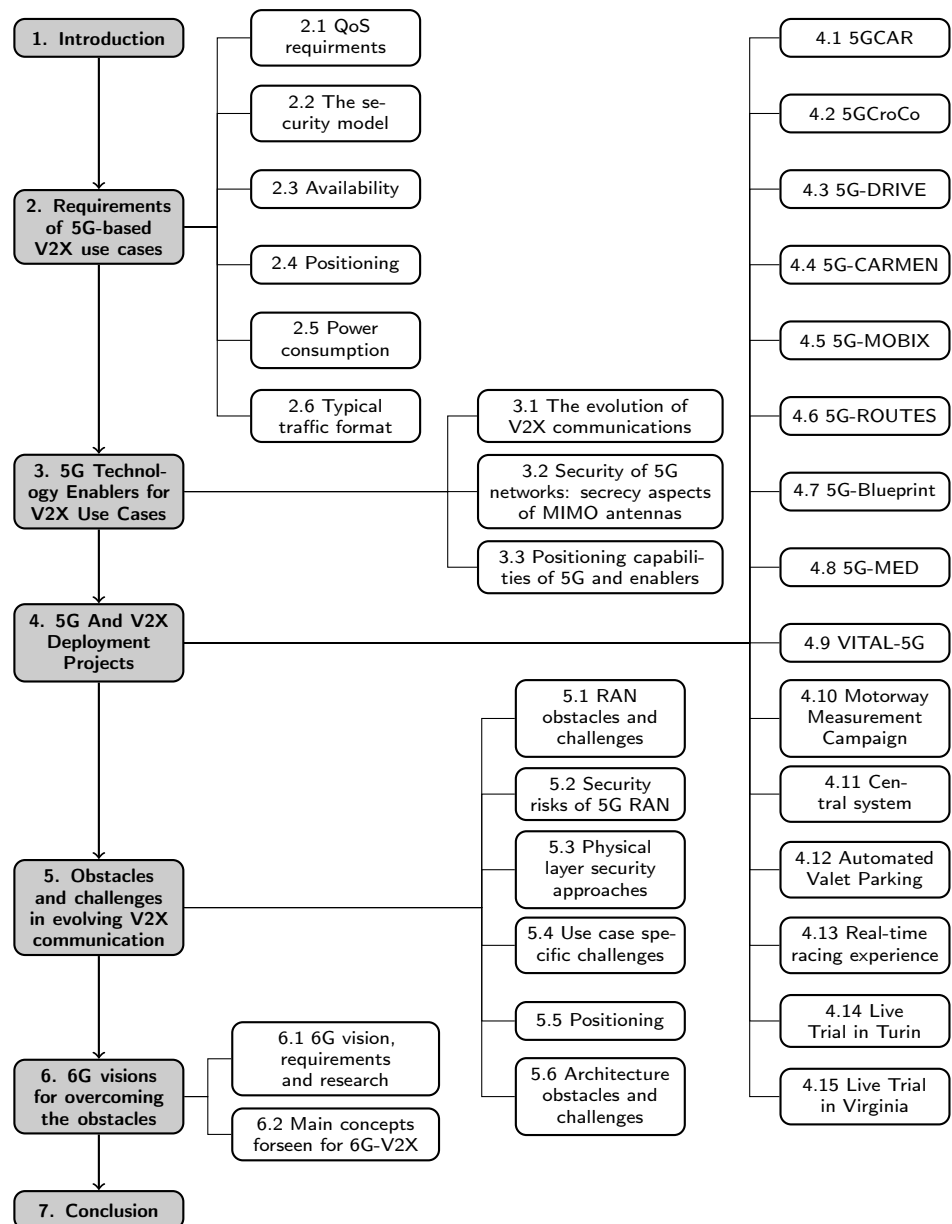 1. Introduction
2. Requirements
of 5G-based
V2X use cases
2.1 QoS
requirments
2.2 The se-
curity model
2.3 Availability
2.4 Positioning
2.5 Power
consumption
2.6 Typical
traffic format
3. 5G Technol-
ogy Enablers for
V2X Use Cases
3.1 The evolution of
V2X communications
3.2 Security of 5G
networks: secrecy aspects
of MIMO antennas
3.3 Positioning capabili-
ties of 5G and enablers
4. 5G And V2X
Deployment
Projects
4.1 5GCAR
4.2 5GCroCo
4.3 5G-DRIVE
4.4 5G-CARMEN
4.5 5G-MOBIX
4.6 5G-ROUTES
4.7 5G-Blueprint
4.8 5G-MED
4.9 VITAL-5G
4.10 Motorway
Measurement
Campaign
4.11 Cen-
tral system
4.12 Automated
Valet Parking
4.13 Real-time
racing experience
4.14 Live
Trial in Turin
4.15 Live Trial
in Virginia
5. Obstacles
and challenges
in evolving V2X
communication
5.1 RAN
obstacles and
challenges
5.2 Security
risks of 5G RAN
5.3 Physical
layer security
approaches
5.4 Use case spe-
cific challenges
5.5 Positioning
5.6 Architecture
obstacles and
challenges
6. 6G visions
for overcoming
the obstacles
6.1 6G vision,
requirements
and research
6.2 Main concepts
forseen for 6G-V2X
7. Conclusion